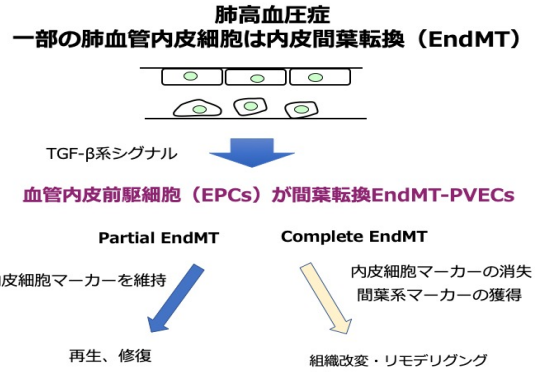 肺高血圧症
一部の肺血管内皮細胞は内皮間葉転換（EndMT）
TGF-β系シグナル
血管内皮前駆細胞（EPCs）が間葉転換EndMT-PVECs
Partial EndMT
Complete EndMT
皮細胞マーカーを維持
内皮細胞マーカーの消失
間葉系マーカーの獲得
再生、修復
組織改変・リモデリグング